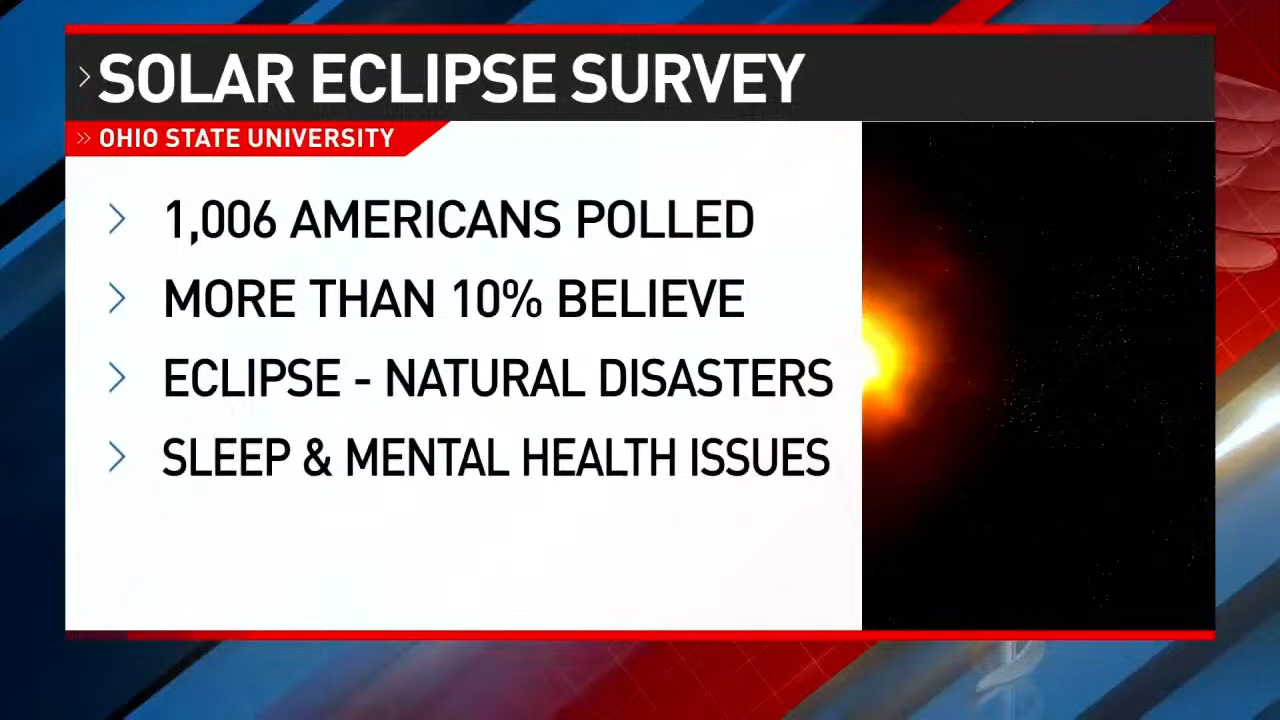 SOLAR ECLIPSE SURVEY
OHIO STATE UNIVERSITY
1,006 AMERICANS POLLED
MORE THAN 10% BELIEVE
ECLIPSE - NATURAL DISASTERS
SLEEP & MENTAL HEALTH ISSUES